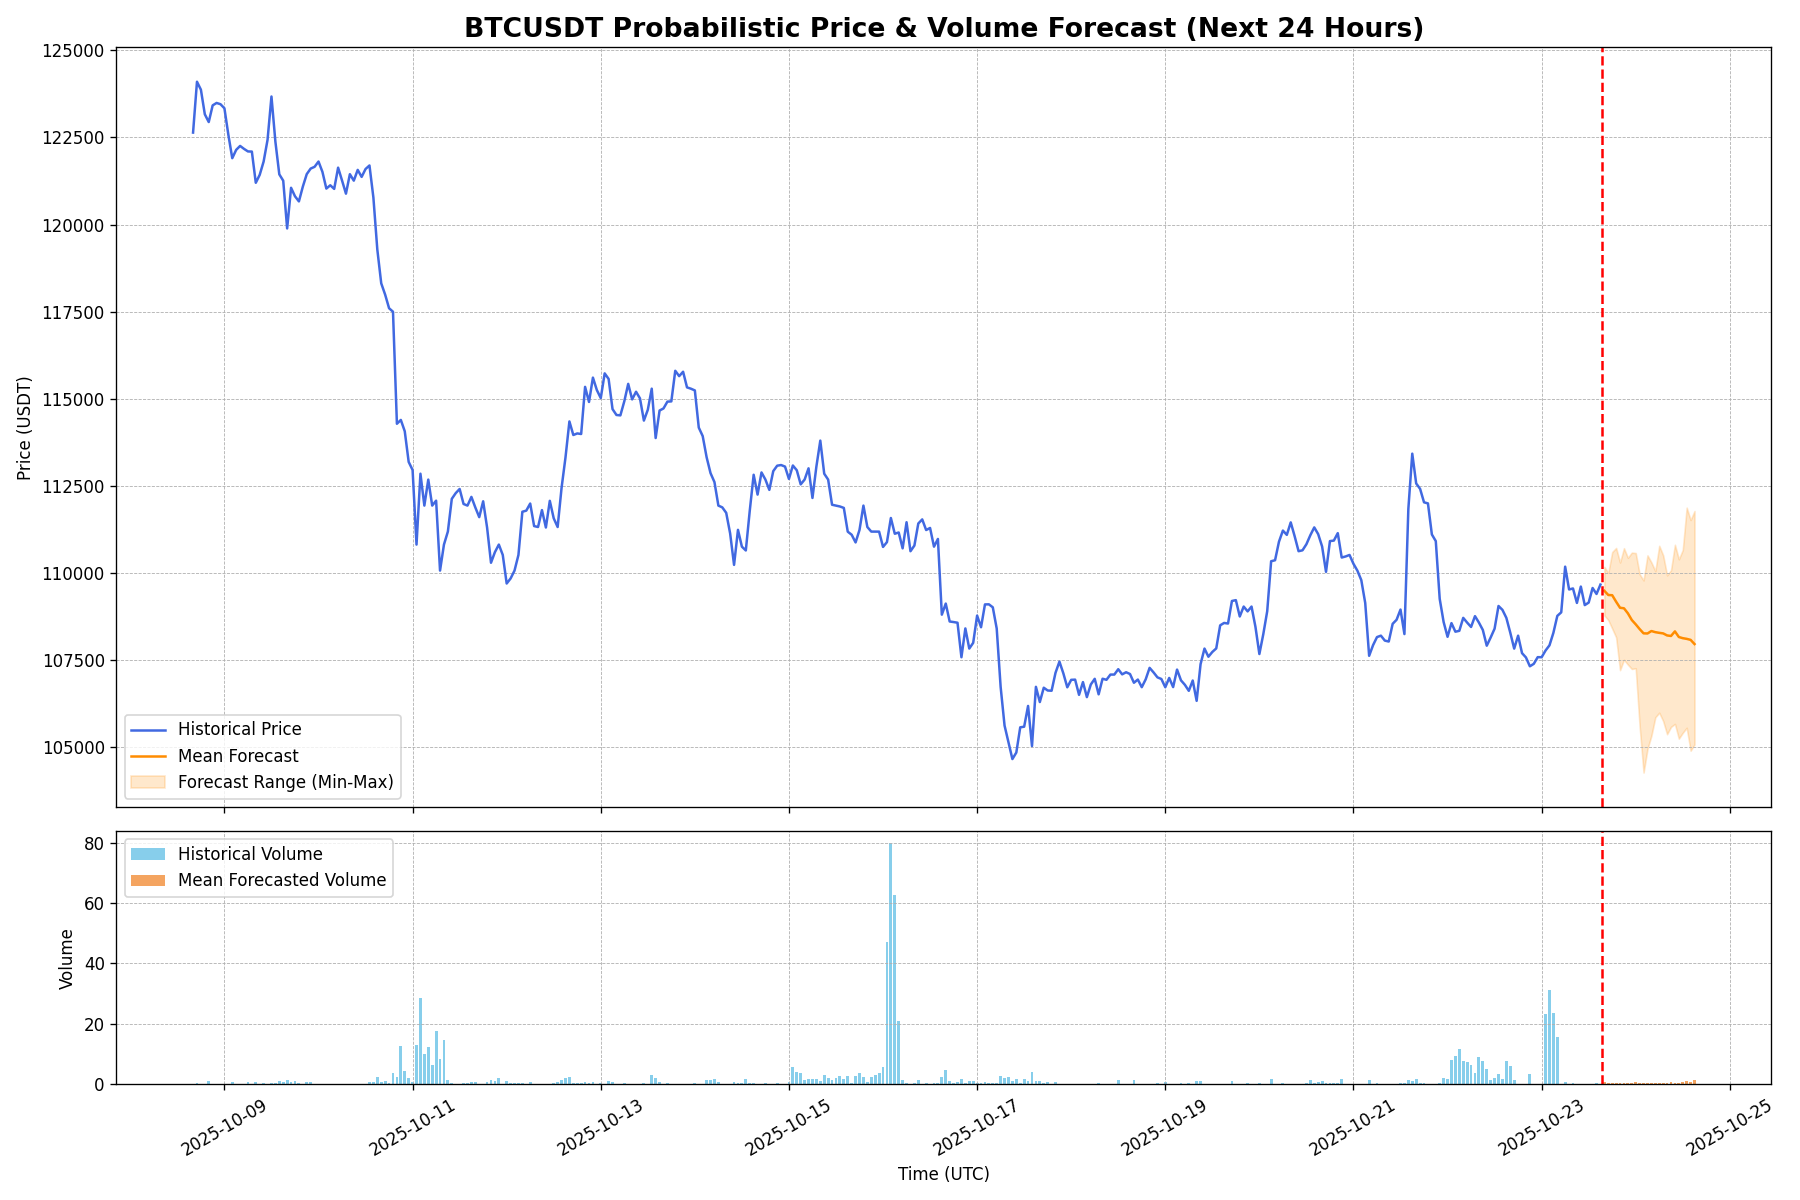 BTCUSDT Probabilistic Price & Volume Forecast (Next 24 Hours)
125000
122500
120000
117500
115000
112500
110000
107500
105000
Price (USDT)
Historical Price
Mean Forecast
Forecast Range (Min-Max)
80
60
40
20
0
Volume
Historical Volume
Mean Forecasted Volume
2025-10-09
2025-10-11
2025-10-13
2025-10-15
2025-10-17
2025-10-19
2025-10-21
2025-10-23
2025-10-25
Time (UTC)